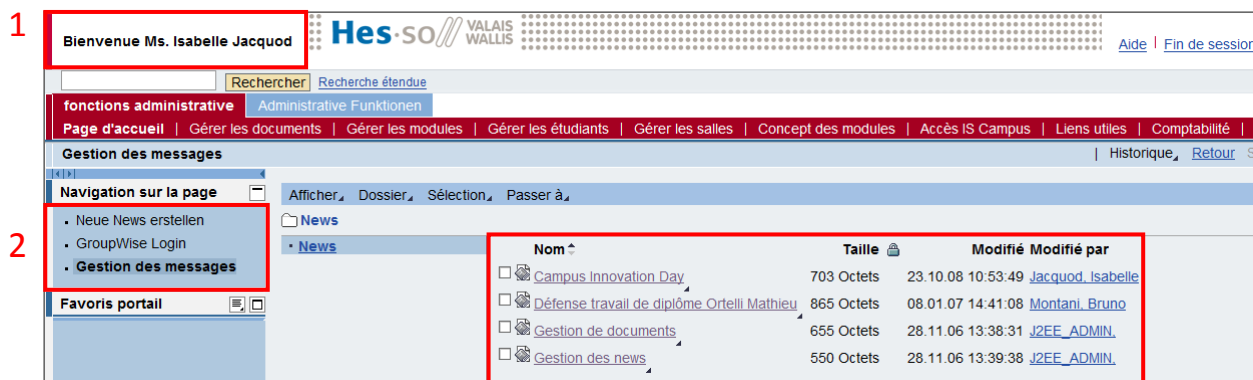 1
Bienvenue Ms. Isabelle Jacquod
Hes·so VALAIS WALLIS
Aide | Fin de session
Rechercher Recherche étendue
fonctions administrative Administrative Funktionen
Page d'accueil | Gérer les documents | Gérer les modules | Gérer les étudiants | Gérer les salles | Concept des modules | Accès IS Campus | Liens utiles | Comptabilité |
Gestion des messages | Historique Retour S
Navigation sur la page
Afficher Dossier Sélection Passer à
2
• Neue News erstellen
• GroupWise Login
• Gestion des messages
Favoris portail
News
• News
Nom Taille Modifié Modifié par
Campus Innovation Day 703 Octets 23.10.08 10:53:49 Jacquod, Isabelle
Défense travail de diplôme Ortelli Mathieu 865 Octets 08.01.07 14:41:08 Montani, Bruno
Gestion de documents 655 Octets 28.11.06 13:38:31 J2EE_ADMIN,
Gestion des news 550 Octets 28.11.06 13:39:38 J2EE_ADMIN,